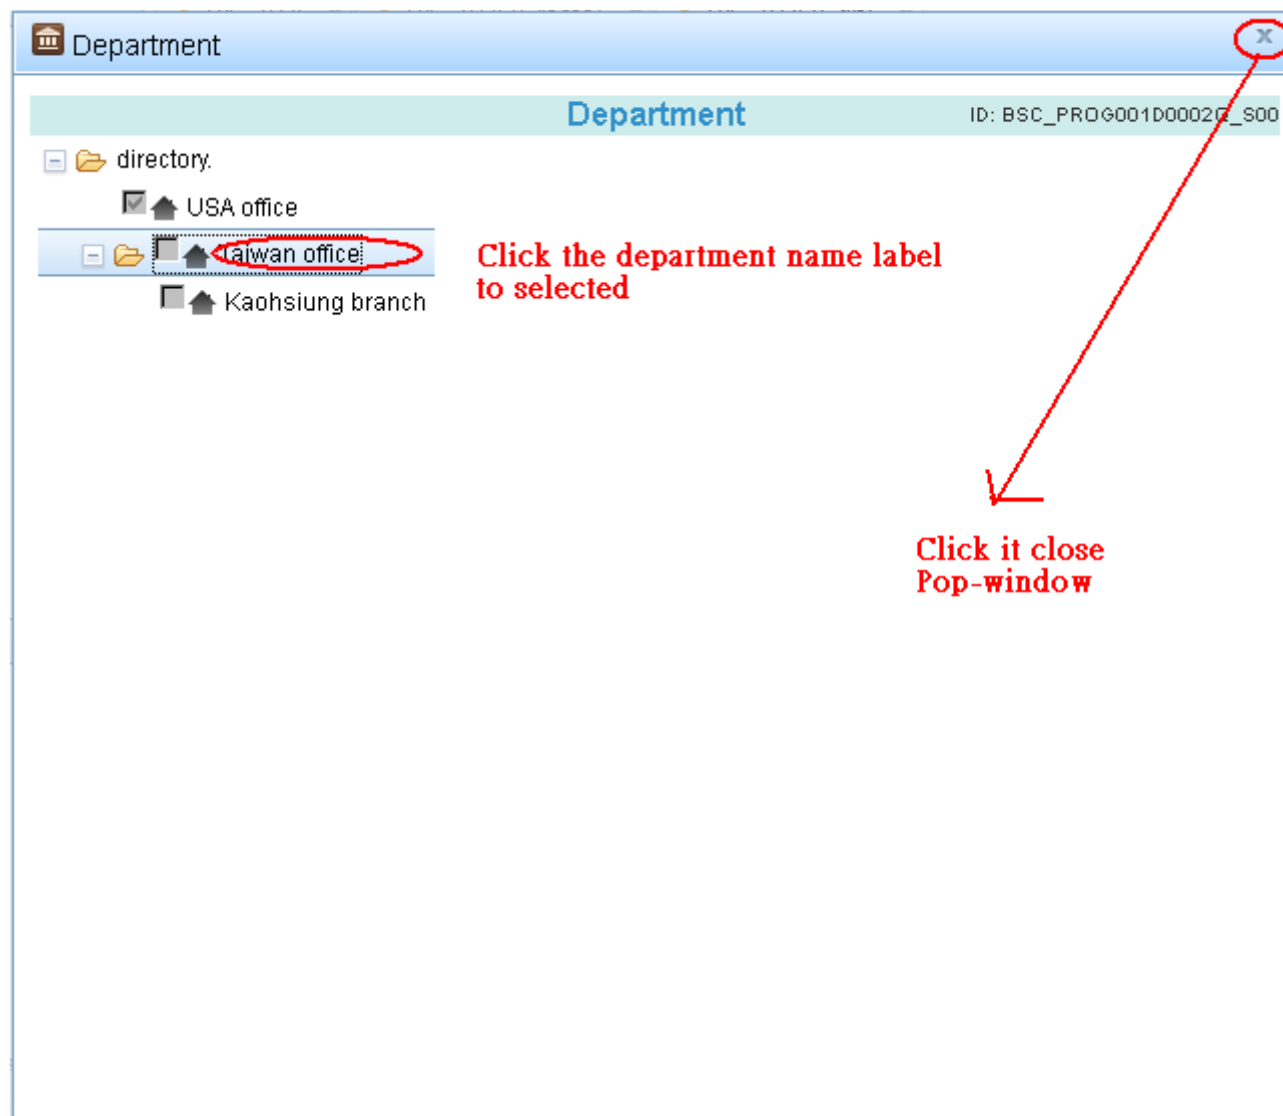 Department
x
Department
ID: BSC_PROG001D0002Q_S00
directory.
USA office
Taiwan office
Click the department name label
to selected
Kaohsiung branch
Click it close
Pop-window